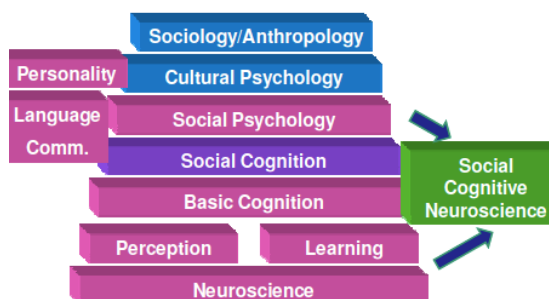 Sociology/Anthropology
Personality
Cultural Psychology
Language
Comm.
Social Psychology
Social Cognition
Social
Cognitive
Neuroscience
Basic Cognition
Perception
Learning
Neuroscience